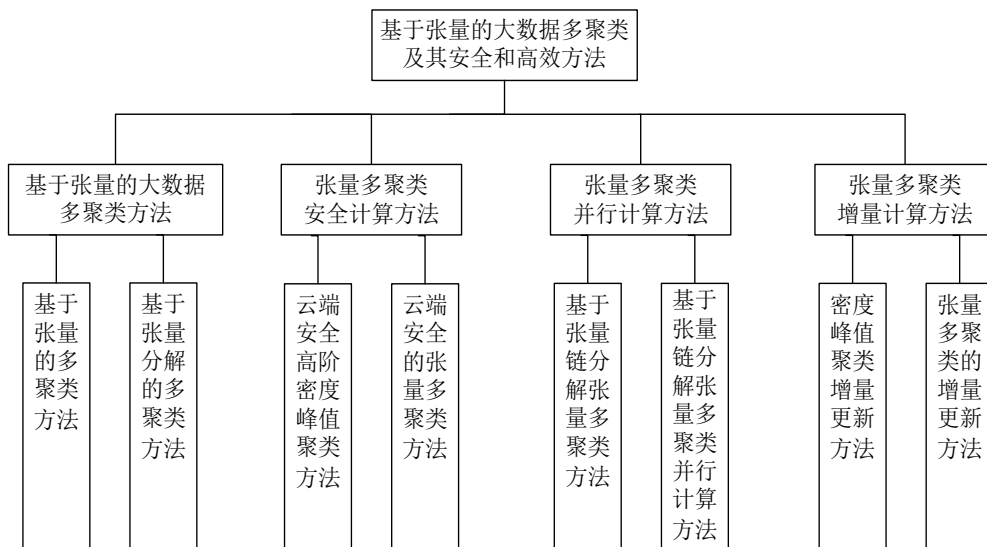 基于张量的大数据多聚类
及其安全和高效方法
基于张量的大数据
多聚类方法
张量多聚类
安全计算方法
张量多聚类
并行计算方法
张量多聚类
增量计算方法
基于
张量
的多
聚类
方法
基于
张量
分解
的多
聚类
方法
云端
安全
高阶
密度
峰值
聚类
方法
云端
安全
的张
量多
聚类
方法
基于
张量
链分
解张
量多
聚类
方法
基于
张量
链分
解张
量多
聚类
并行
计算
方法
密度
峰值
聚类
增量
更新
方法
张量
多聚
类的
增量
更新
方法